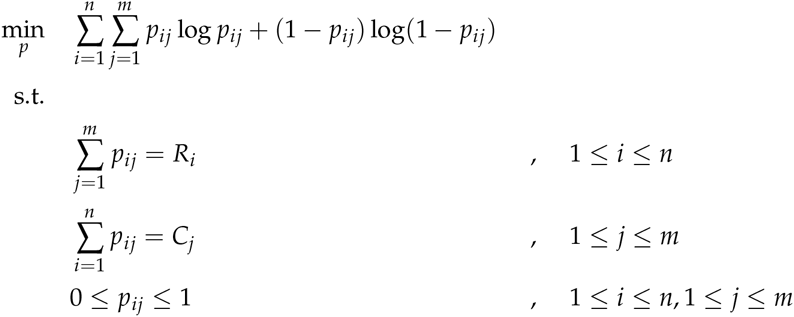 min_p ∑_{i=1}^{n} ∑_{j=1}^{m} p_{ij} log p_{ij} + (1 − p_{ij}) log(1 − p_{ij})
s.t.
∑_{j=1}^{m} p_{ij} = R_i , 1 ≤ i ≤ n
∑_{i=1}^{n} p_{ij} = C_j , 1 ≤ j ≤ m
0 ≤ p_{ij} ≤ 1 , 1 ≤ i ≤ n, 1 ≤ j ≤ m